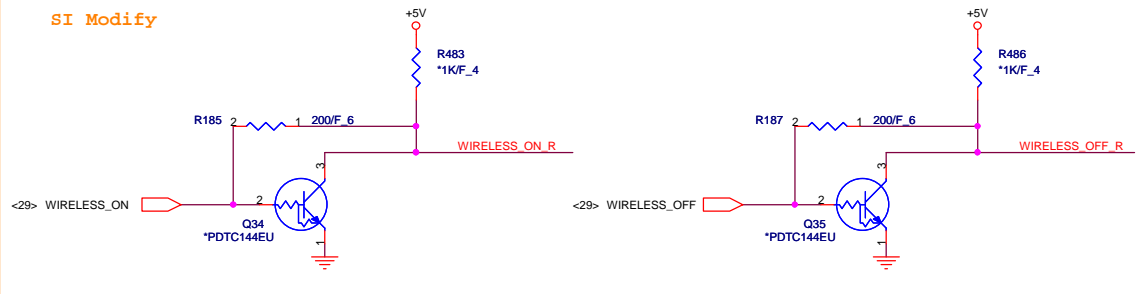 SI Modify
+5V
R483
*1K/F_4
R185
2
1
200/F_6
WIRELESS_ON_R
3
<29> WIRELESS_ON
2
Q34
*PDTC144EU
1
+5V
R486
*1K/F_4
R187
2
1
200/F_6
WIRELESS_OFF_R
3
<29> WIRELESS_OFF
2
Q35
*PDTC144EU
1